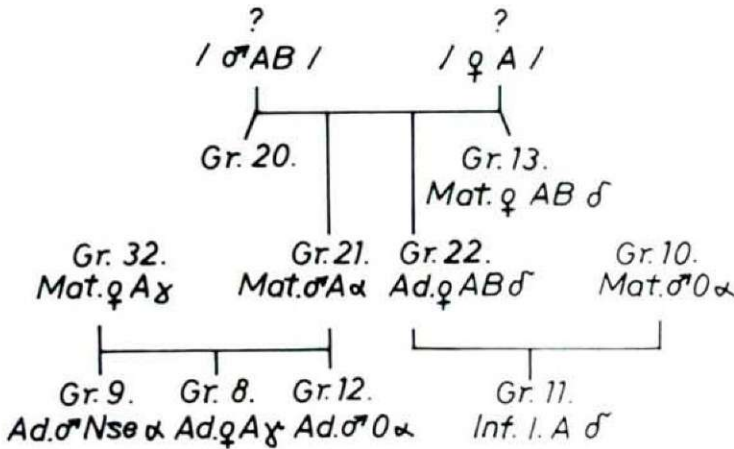 ? ?
/ ♂ AB / / ♀ A /
Gr. 20. Gr. 13.
Mat. ♀ AB δ
Gr. 32. Gr. 21. Gr. 22. Gr. 10.
Mat. ♀ A ɣ Mat. ♂ A α Ad. ♀ AB δ Mat. ♂ 0 α
Gr. 9. Gr. 8. Gr. 12. Gr. 11.
Ad. ♂ Nse α Ad. ♀ A ɣ Ad. ♂ 0 α Inf. I. A δ